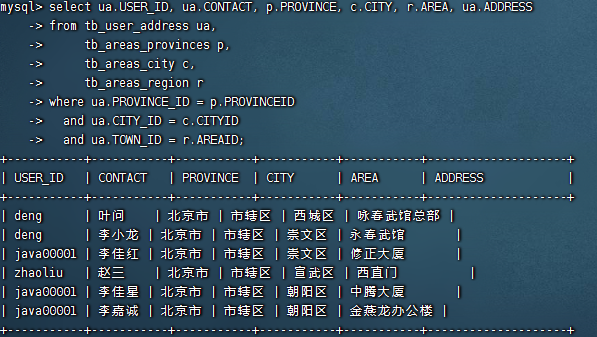 mysql> select ua.USER_ID, ua.CONTACT, p.PROVINCE, c.CITY, r.AREA, ua.ADDRESS
    -> from tb_user_address ua,
    ->      tb_areas_provinces p,
    ->      tb_areas_city c,
    ->      tb_areas_region r
    -> where ua.PROVINCE_ID = p.PROVINCEID
    ->   and ua.CITY_ID = c.CITYID
    ->   and ua.TOWN_ID = r.AREAID;
+-----------+-----------+-----------+-----------+-----------+--------------------+
| USER_ID   | CONTACT   | PROVINCE  | CITY      | AREA      | ADDRESS            |
+-----------+-----------+-----------+-----------+-----------+--------------------+
| deng      | 叶问      | 北京市 | 市辖区 | 西城区 | 咏春武馆总部 |
| deng      | 李小龙 | 北京市 | 市辖区 | 崇文区 | 永春武馆       |
| java00001 | 李佳红 | 北京市 | 市辖区 | 崇文区 | 修正大厦       |
| zhaoliu   | 赵三      | 北京市 | 市辖区 | 宣武区 | 西直门          |
| java00001 | 李佳星 | 北京市 | 市辖区 | 朝阳区 | 中腾大厦       |
| java00001 | 李嘉诚 | 北京市 | 市辖区 | 朝阳区 | 金燕龙办公楼 |
+-----------+-----------+-----------+-----------+-----------+--------------------+